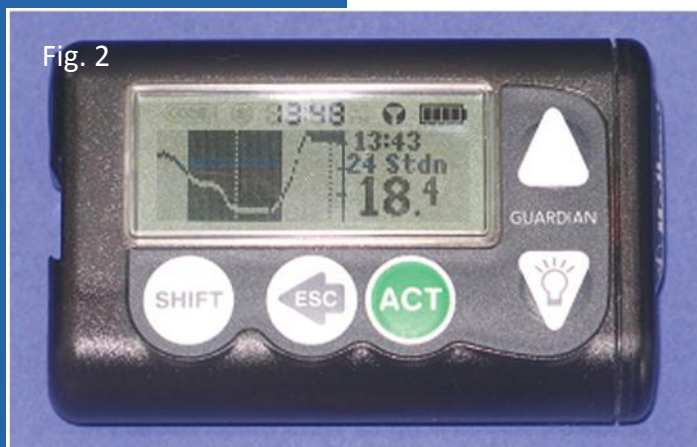 Fig. 2
13:48
13:43
24 Stdn
18.4
GUARDIAN
SHIFT
ESC
ACT